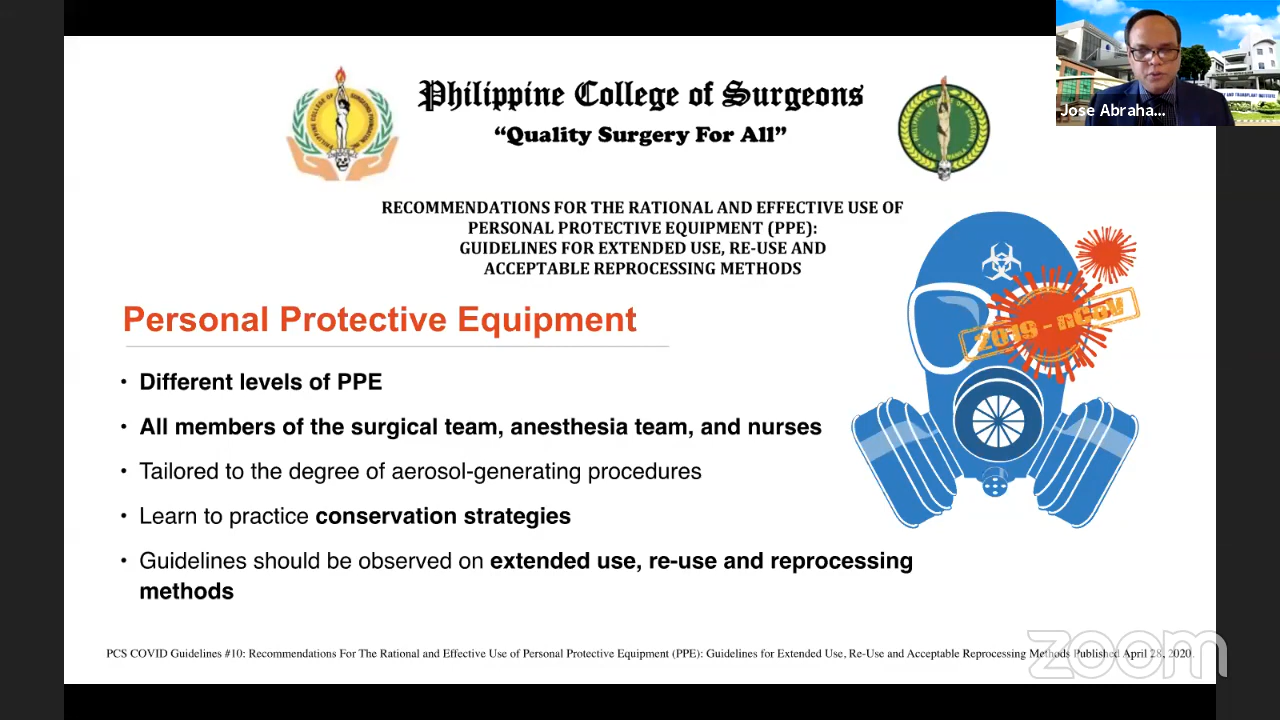 Philippine College of Surgeons
“Quality Surgery For All”
Jose Abraha...
RECOMMENDATIONS FOR THE RATIONAL AND EFFECTIVE USE OF
PERSONAL PROTECTIVE EQUIPMENT (PPE):
GUIDELINES FOR EXTENDED USE, RE-USE AND
ACCEPTABLE REPROCESSING METHODS
2019 - nCoV
Personal Protective Equipment
• Different levels of PPE
• All members of the surgical team, anesthesia team, and nurses
• Tailored to the degree of aerosol-generating procedures
• Learn to practice conservation strategies
• Guidelines should be observed on extended use, re-use and reprocessing
methods
PCS COVID Guidelines #10: Recommendations For The Rational and Effective Use of Personal Protective Equipment (PPE): Guidelines for Extended Use, Re-Use and Acceptable Reprocessing Methods Published April 28, 2020.
zoom